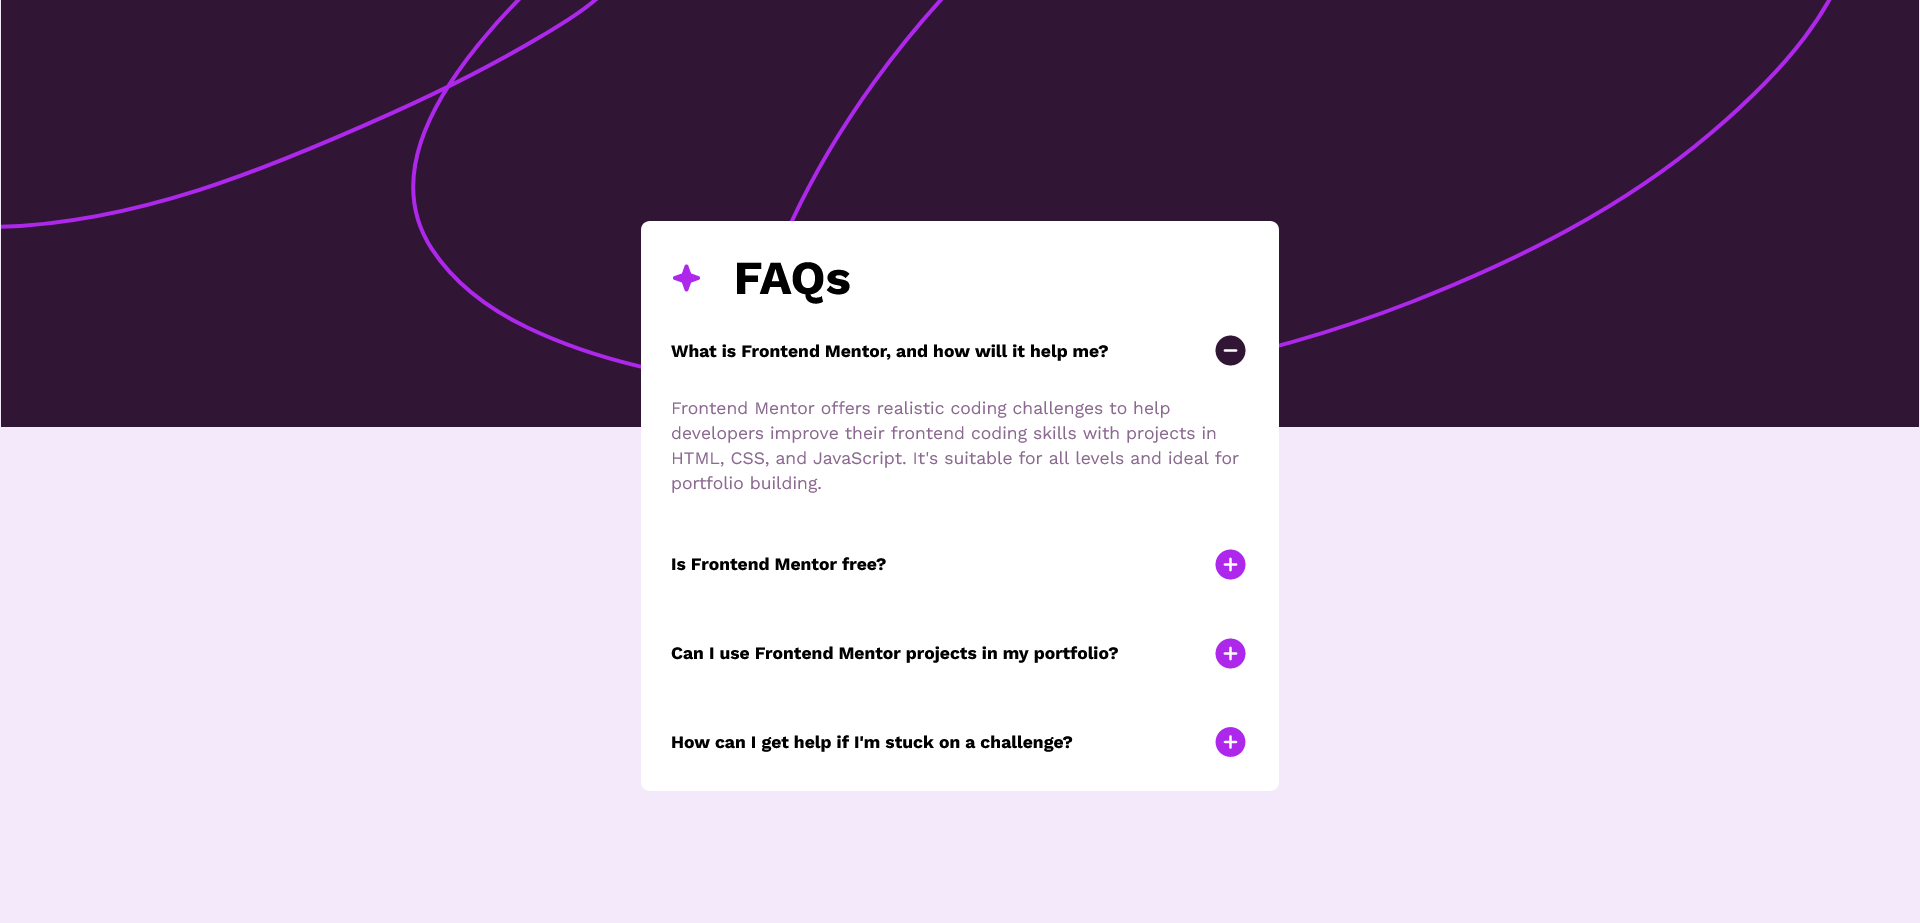 FAQs
What is Frontend Mentor, and how will it help me?
Frontend Mentor offers realistic coding challenges to help
developers improve their frontend coding skills with projects in
HTML, CSS, and JavaScript. It's suitable for all levels and ideal for
portfolio building.
Is Frontend Mentor free?
Can I use Frontend Mentor projects in my portfolio?
How can I get help if I'm stuck on a challenge?